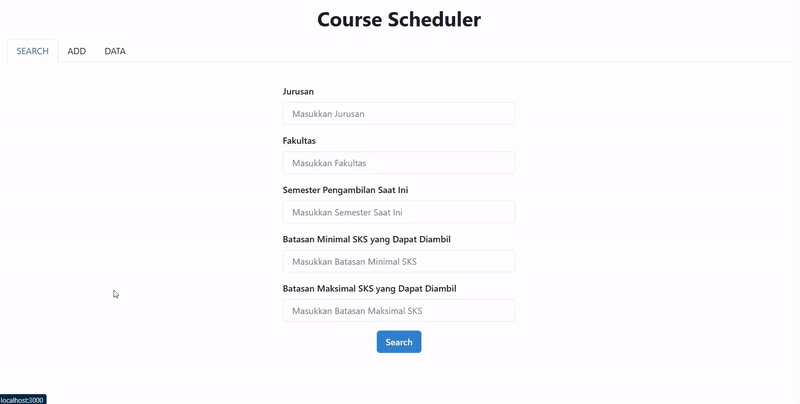 Course Scheduler
SEARCH ADD DATA
Jurusan
Masukkan Jurusan
Fakultas
Masukkan Fakultas
Semester Pengambilan Saat Ini
Masukkan Semester Saat Ini
Batasan Minimal SKS yang Dapat Diambil
Masukkan Batasan Minimal SKS
Batasan Maksimal SKS yang Dapat Diambil
Masukkan Batasan Maksimal SKS
Search
localhost:3000